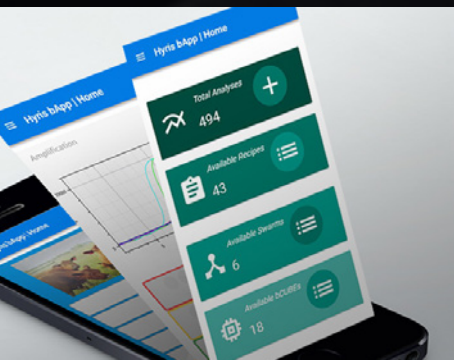 Hyris bApp | Home
Total Analyses
494
Available Recipes
43
Available Swarms
6
Available bCUBEs
18
Hyris bApp | Home
Amplification